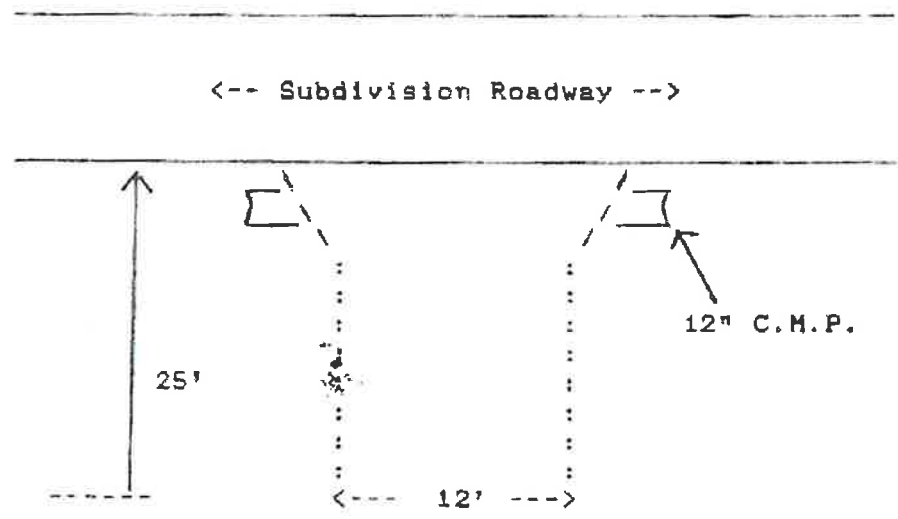 <-- Subdivision Roadway -->
12" C.M.P.
25'
<--- 12' --->